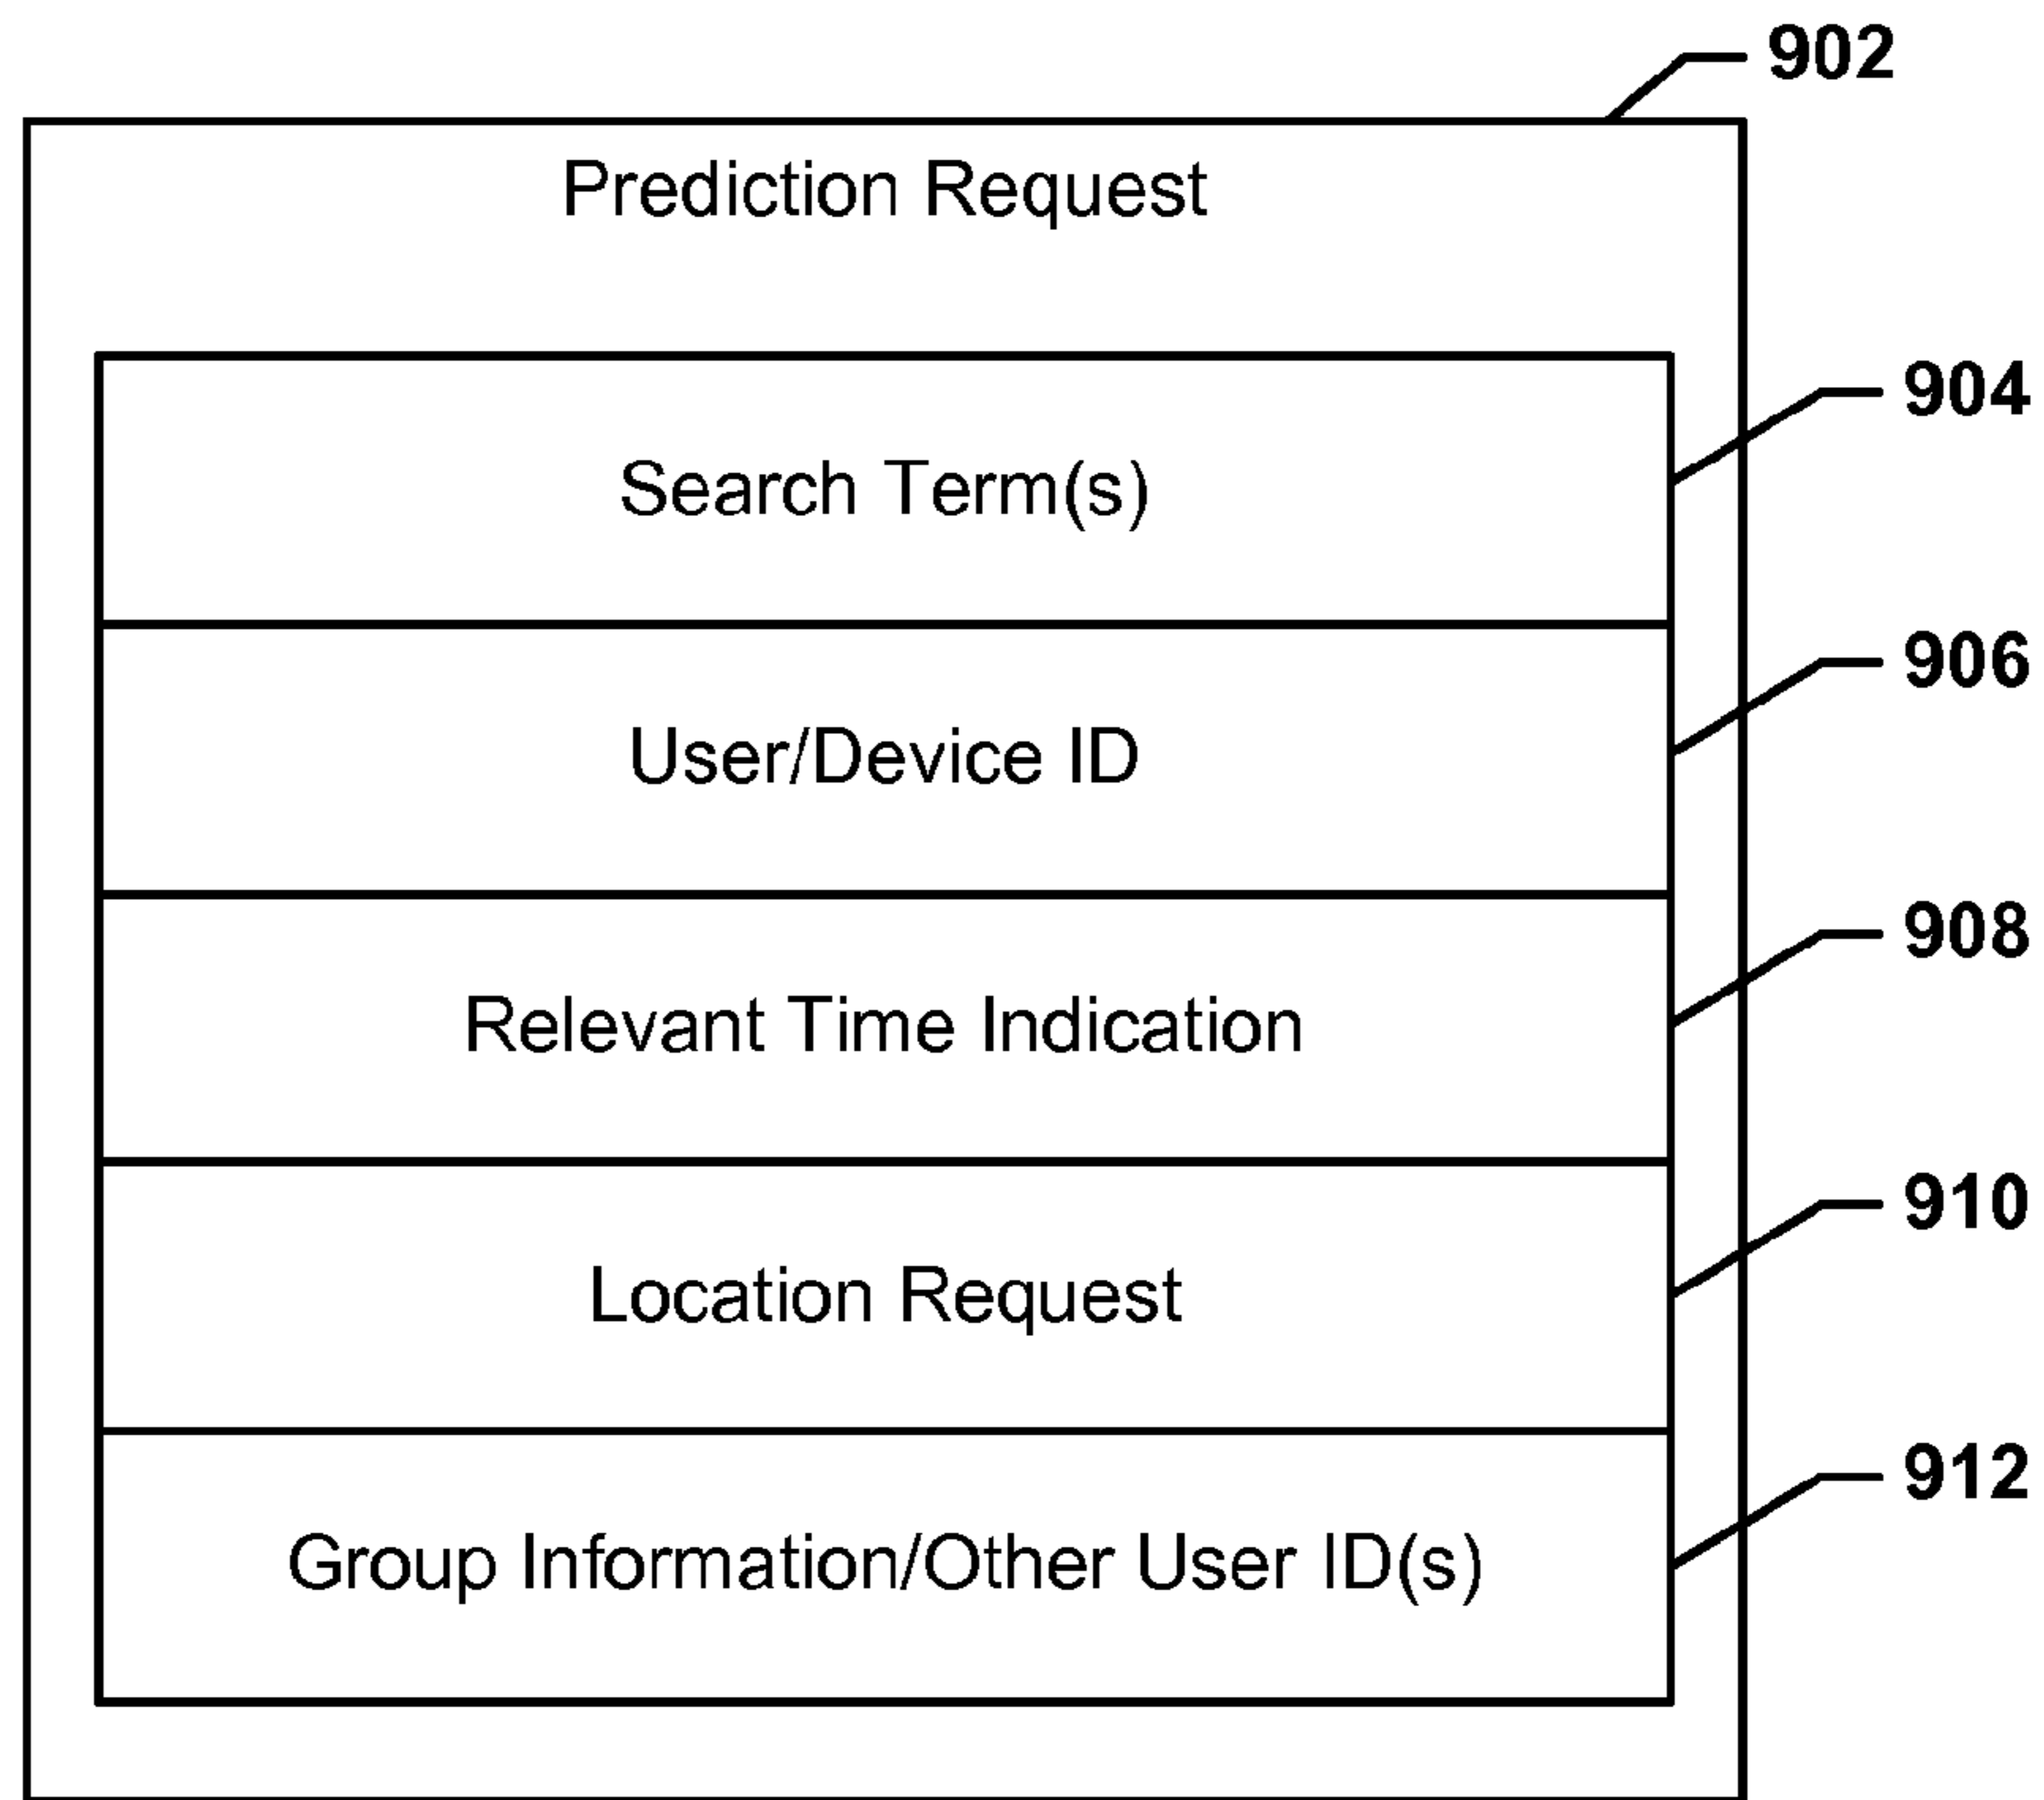 902
Prediction Request
904
Search Term(s)
906
User/Device ID
908
Relevant Time Indication
910
Location Request
912
Group Information/Other User ID(s)